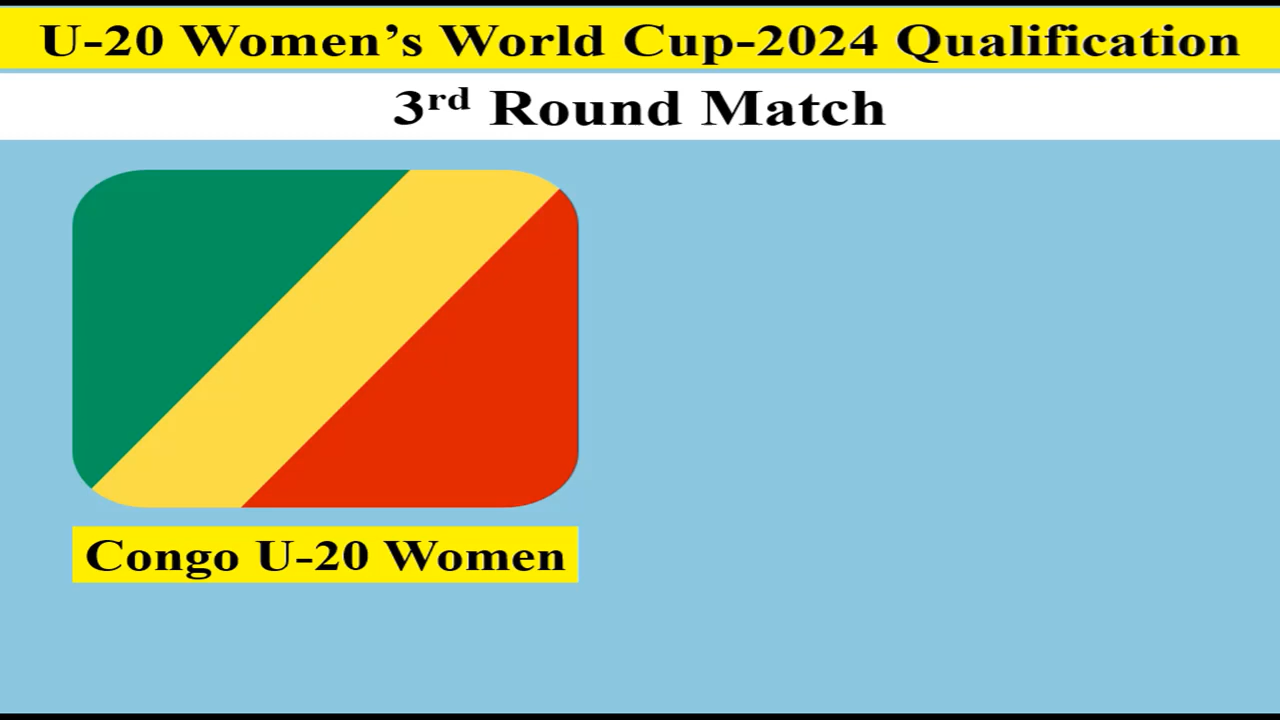 U-20 Women’s World Cup-2024 Qualification
3rd Round Match
Congo U-20 Women